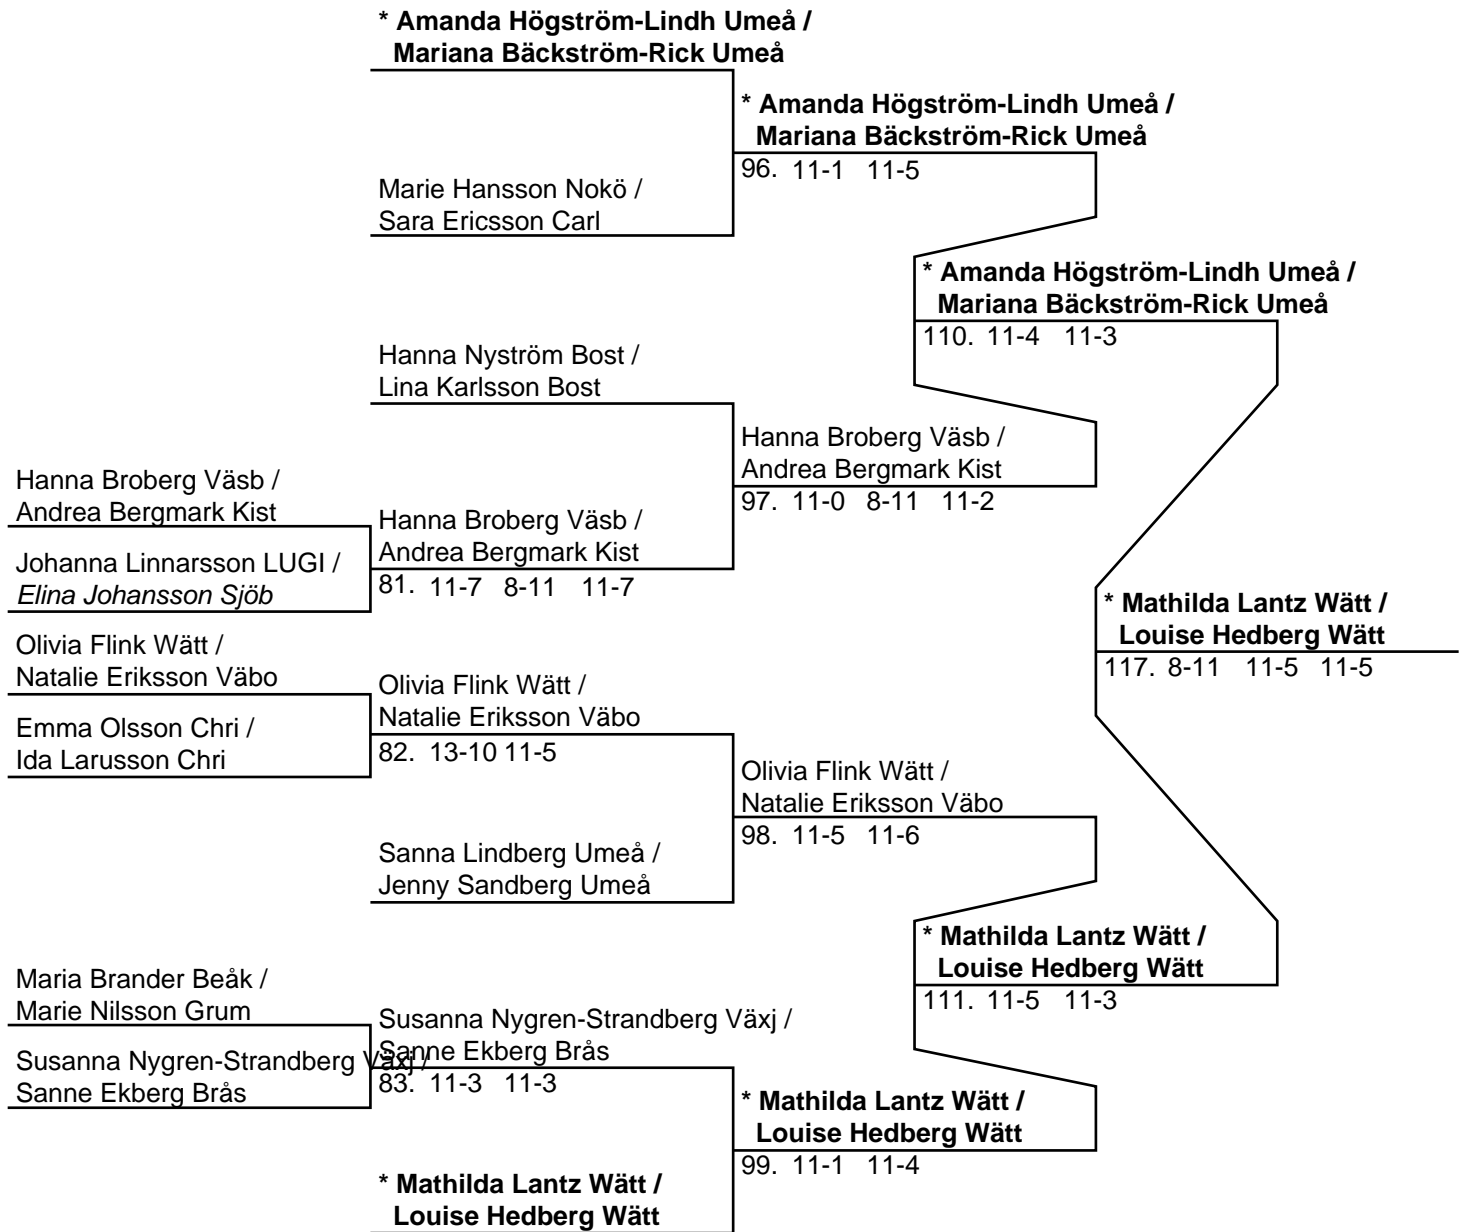 * Amanda Högström-Lindh Umeå /
Mariana Bäckström-Rick Umeå
* Amanda Högström-Lindh Umeå /
Mariana Bäckström-Rick Umeå
96. 11-1 11-5
Marie Hansson Nokö /
Sara Ericsson Carl
* Amanda Högström-Lindh Umeå /
Mariana Bäckström-Rick Umeå
110. 11-4 11-3
Hanna Nyström Bost /
Lina Karlsson Bost
Hanna Broberg Väsb /
Andrea Bergmark Kist
97. 11-0 8-11 11-2
Hanna Broberg Väsb /
Andrea Bergmark Kist
Hanna Broberg Väsb /
Andrea Bergmark Kist
81. 11-7 8-11 11-7
Johanna Linnarsson LUGI /
Elina Johansson Sjöb
* Mathilda Lantz Wätt /
Louise Hedberg Wätt
117. 8-11 11-5 11-5
Olivia Flink Wätt /
Natalie Eriksson Väbo
Olivia Flink Wätt /
Natalie Eriksson Väbo
82. 13-10 11-5
Emma Olsson Chri /
Ida Larusson Chri
Olivia Flink Wätt /
Natalie Eriksson Väbo
98. 11-5 11-6
Sanna Lindberg Umeå /
Jenny Sandberg Umeå
* Mathilda Lantz Wätt /
Louise Hedberg Wätt
111. 11-5 11-3
Maria Brander Beåk /
Marie Nilsson Grum
Susanna Nygren-Strandberg Växj /
Sanne Ekberg Brås
83. 11-3 11-3
Susanna Nygren-Strandberg Växj /
Sanne Ekberg Brås
* Mathilda Lantz Wätt /
Louise Hedberg Wätt
99. 11-1 11-4
* Mathilda Lantz Wätt /
Louise Hedberg Wätt